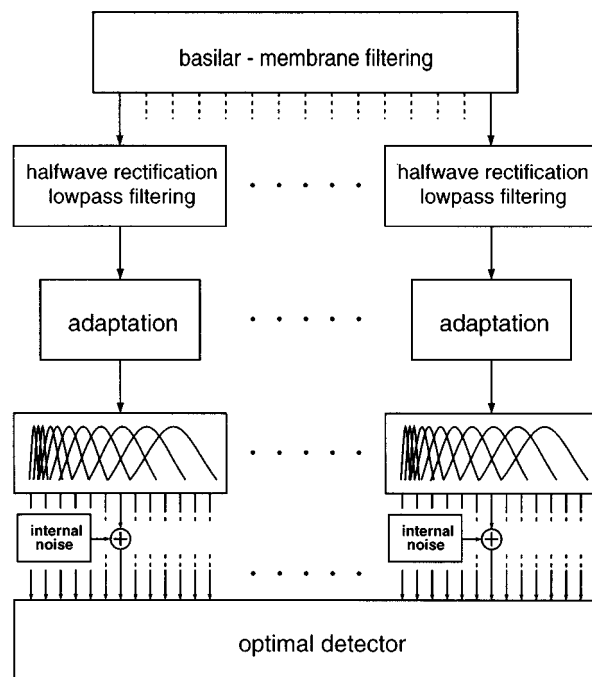 basilar - membrane filtering
halfwave rectification
lowpass filtering
halfwave rectification
lowpass filtering
adaptation
adaptation
internal
noise
internal
noise
optimal detector